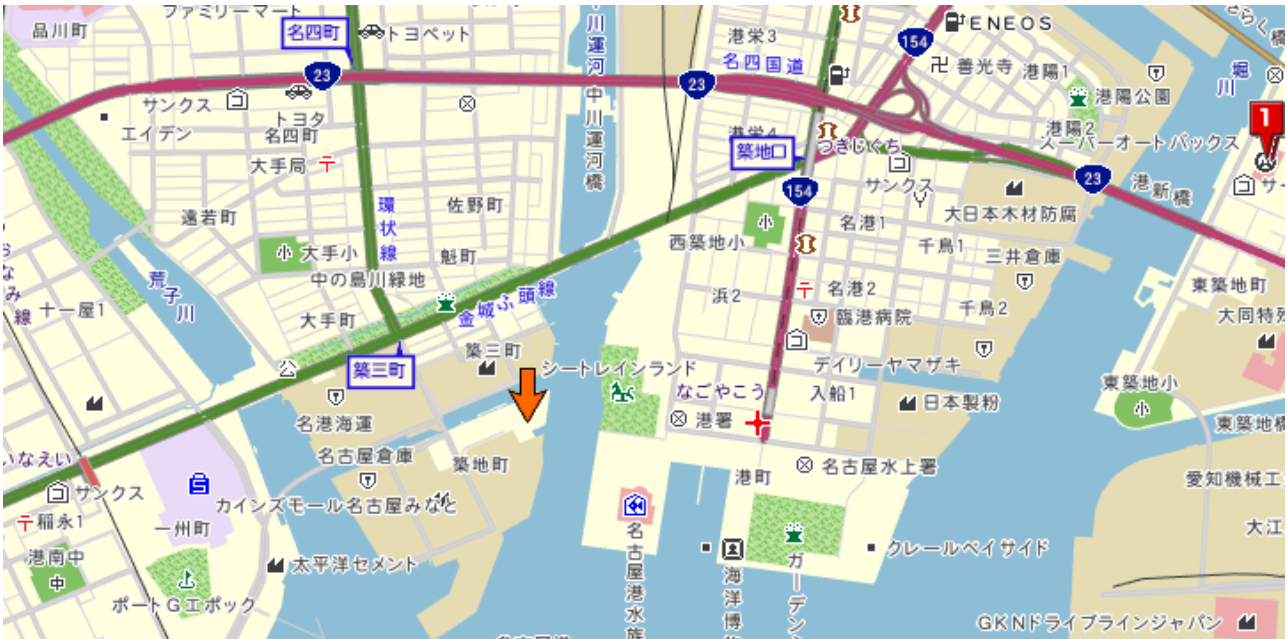 ファミリーマート
品川町
名四町
トヨペット
中川運河
中川運河橋
港栄3
名四国道
154
ENEOS
卍 善光寺
港陽1
堀川
23
23
サンクス
エイデン
トヨタ
名四町
大手局
港陽公園
港陽2
1
港栄4
築地口
つきじぐち
スーパーオートバックス
サンクス
154
23
港新橋
大日本木材防腐
遠若町
環状線
佐野町
小
大手小
魁町
中の島川緑地
荒子川
西築地小
小
名港1
千鳥1
三井倉庫
十一屋1
大手町
金城ふ頭線
浜2
名港2
臨港病院
千鳥2
東築地町
大同特殊
築三町
築三町
シートレインランド
デイリーヤマザキ
なごやこう
入船1
日本製粉
東築地小
小
名港海運
港署
東築地橋
いなえい
名古屋倉庫
築地町
港町
名古屋水上署
愛知機械工
サンクス
S
カインズモール名古屋みなと
稲永1
一州町
大江
港南中
中
太平洋セメント
名古屋港水族
海洋博
ガーデン
クレールベイサイド
ポートGエポック
GKNドライブラインジャパン